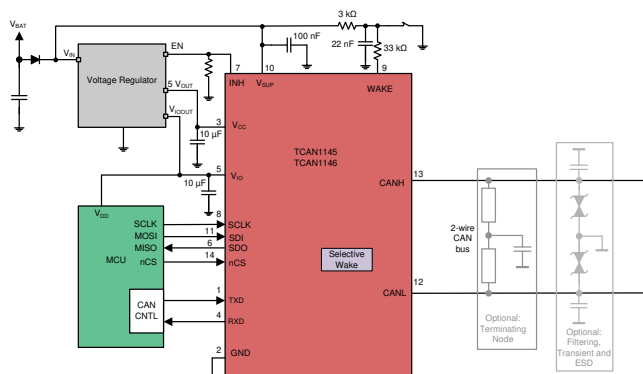 VBAT
3 kΩ
EN
100 nF
22 nF
33 kΩ
VIN
Voltage Regulator
7
10
9
INH
VSUP
WAKE
5 VOUT
VIOOUT
3
VCC
10 µF
TCAN1145
TCAN1146
5
VIO
10 µF
CANH
13
VDD
SCLK
8
SCLK
MOSI
11
SDI
MISO
6
SDO
MCU
nCS
14
nCS
2-wire
CAN
bus
Selective
Wake
CAN
CNTL
1
TXD
4
RXD
CANL
12
2
GND
Optional:
Terminating
Node
Optional:
Filtering,
Transient and
ESD